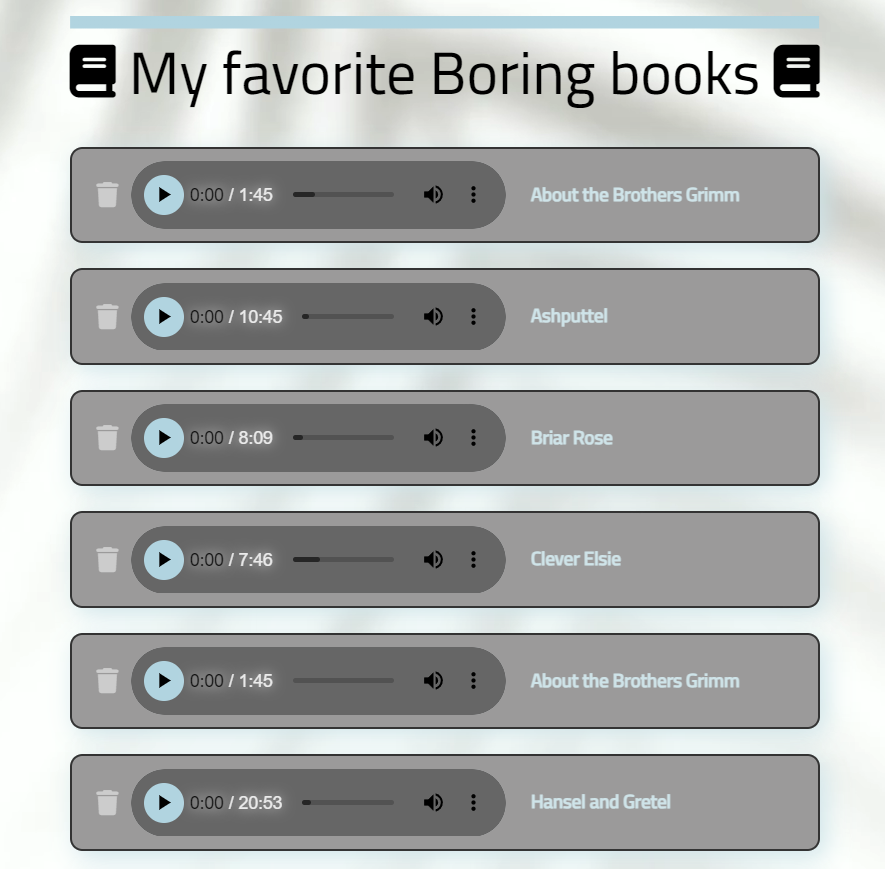 My favorite Boring books
0:00 / 1:45 About the Brothers Grimm
0:00 / 10:45 Ashputtel
0:00 / 8:09 Briar Rose
0:00 / 7:46 Clever Elsie
0:00 / 1:45 About the Brothers Grimm
0:00 / 20:53 Hansel and Gretel